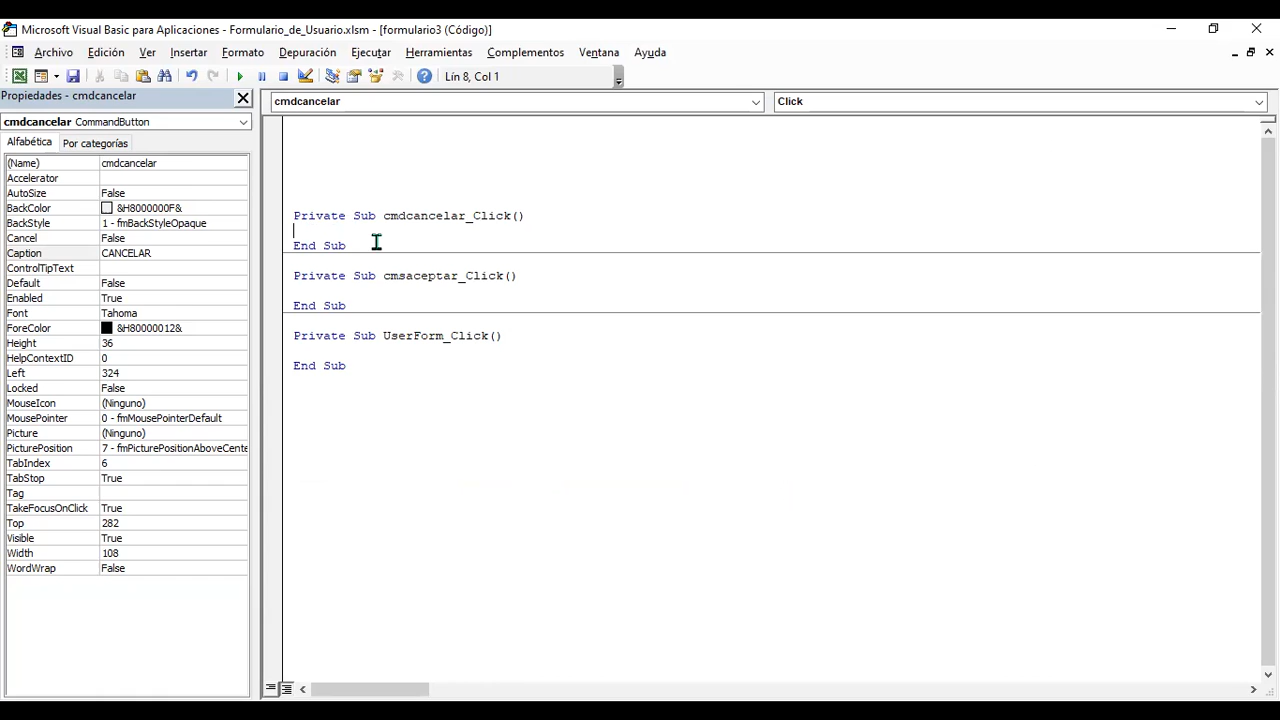 Microsoft Visual Basic para Aplicaciones - Formulario_de_Usuario.xlsm - [formulario3 (Código)]
Archivo Edición Ver Insertar Formato Depuración Ejecutar Herramientas Complementos Ventana Ayuda
Lín 8, Col 1
Propiedades - cmdcancelar
cmdcancelar CommandButton
Alfabética Por categorías
(Name) cmdcancelar
Accelerator
AutoSize False
BackColor &H8000000F&
BackStyle 1 - fmBackStyleOpaque
Cancel False
Caption CANCELAR
ControlTipText
Default False
Enabled True
Font Tahoma
ForeColor &H80000012&
Height 36
HelpContextID 0
Left 324
Locked False
MouseIcon (Ninguno)
MousePointer 0 - fmMousePointerDefault
Picture (Ninguno)
PicturePosition 7 - fmPicturePositionAboveCente
TabIndex 6
TabStop True
Tag
TakeFocusOnClick True
Top 282
Visible True
Width 108
WordWrap False
cmdcancelar Click
Private Sub cmdcancelar_Click()
End Sub
Private Sub cmsaceptar_Click()
End Sub
Private Sub UserForm_Click()
End Sub